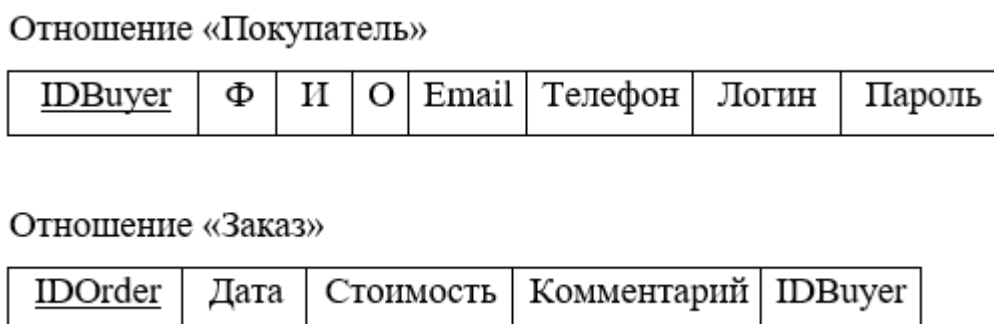 Отношение «Покупатель»
IDBuyer Ф И О Email Телефон Логин Пароль
Отношение «Заказ»
IDOrder Дата Стоимость Комментарий IDBuyer